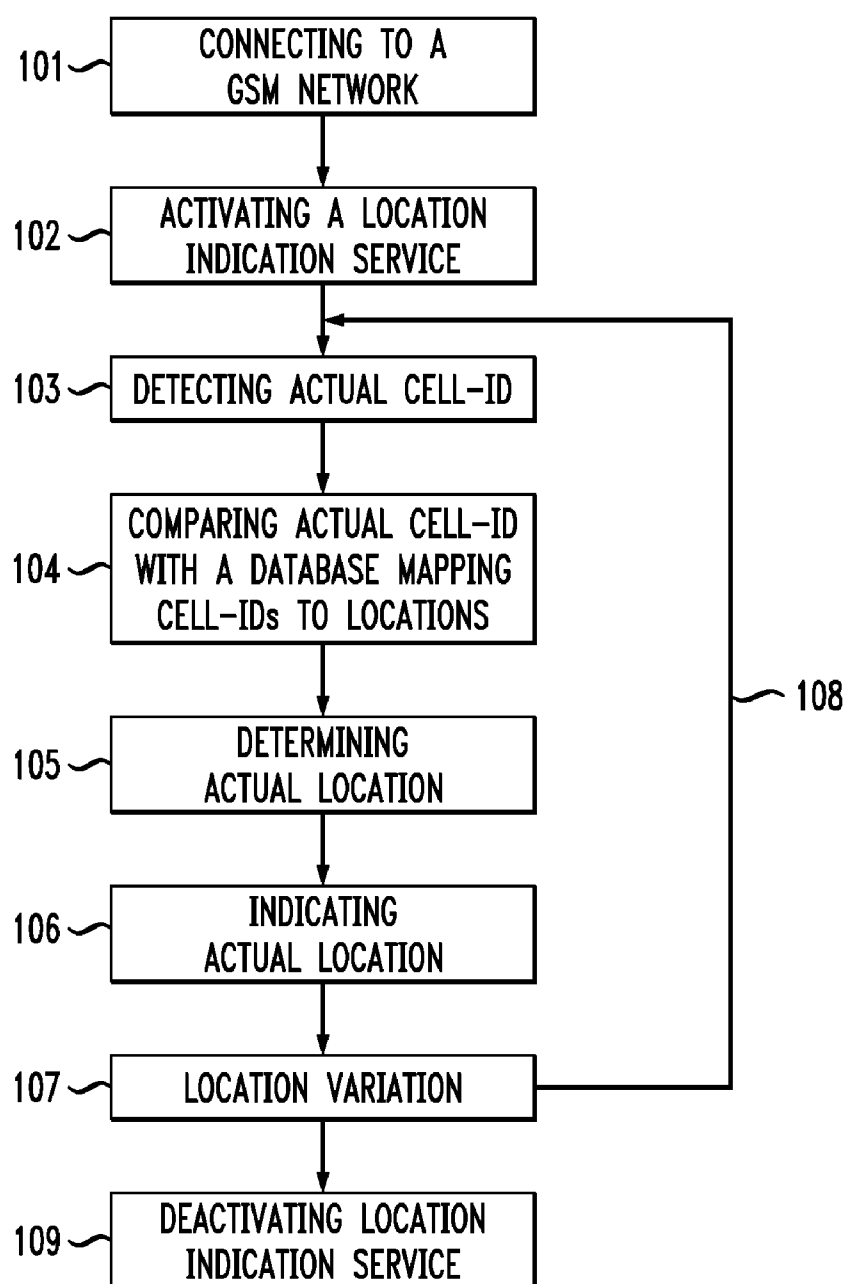 101
CONNECTING TO A
GSM NETWORK
102
ACTIVATING A LOCATION
INDICATION SERVICE
103
DETECTING ACTUAL CELL-ID
104
COMPARING ACTUAL CELL-ID
WITH A DATABASE MAPPING
CELL-IDs TO LOCATIONS
105
DETERMINING
ACTUAL LOCATION
106
INDICATING
ACTUAL LOCATION
107
LOCATION VARIATION
108
109
DEACTIVATING LOCATION
INDICATION SERVICE